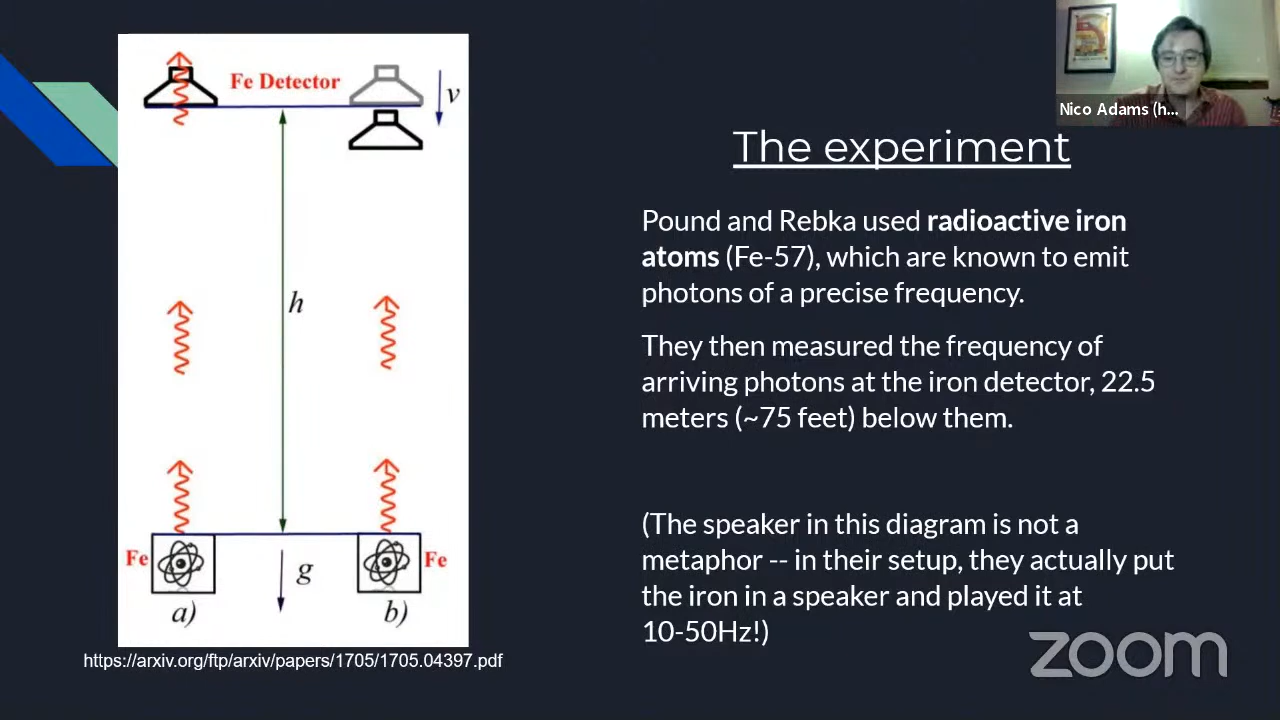 Fe Detector
v
h
Fe
Fe
g
a)
b)
https://arxiv.org/ftp/arxiv/papers/1705/1705.04397.pdf
Nico Adams (h...
The experiment
Pound and Rebka used radioactive iron
atoms (Fe-57), which are known to emit
photons of a precise frequency.
They then measured the frequency of
arriving photons at the iron detector, 22.5
meters (~75 feet) below them.
(The speaker in this diagram is not a
metaphor -- in their setup, they actually put
the iron in a speaker and played it at
10-50Hz!)
zoom